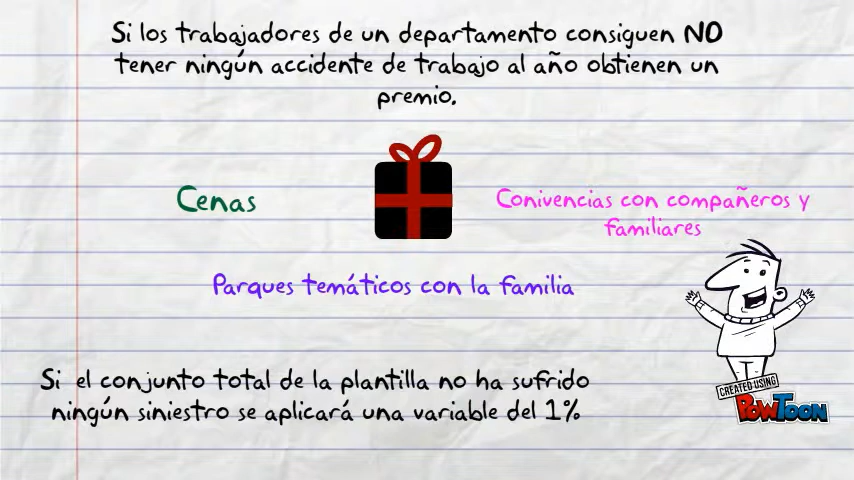 Si los trabajadores de un departamento consiguen NO
tener ningún accidente de trabajo al año obtienen un
premio.
Cenas
Conivencias con compañeros y
familiares
Parques temáticos con la familia
Si el conjunto total de la plantilla no ha sufrido
ningún siniestro se aplicará una variable del 1%
CREATED USING
POWTOON